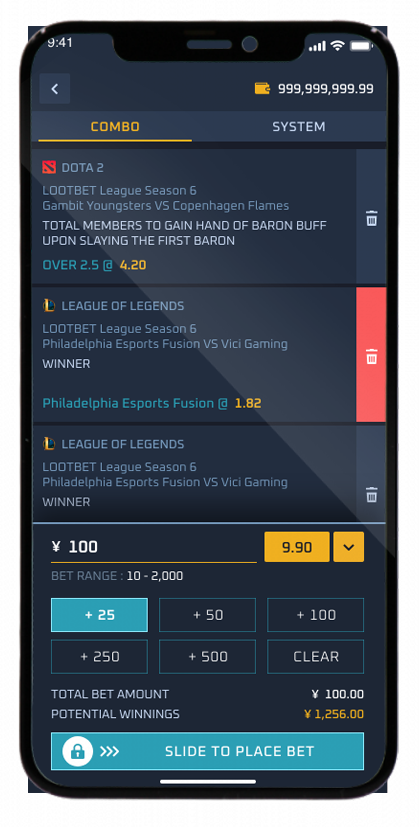 9:41
999,999,999.99
COMBO
SYSTEM
DOTA 2
LOOTBET League Season 6
Gambit Youngsters VS Copenhagen Flames
TOTAL MEMBERS TO GAIN HAND OF BARON BUFF
UPON SLAYING THE FIRST BARON
OVER 2.5 @ 4.20
LEAGUE OF LEGENDS
LOOTBET League Season 6
Philadelphia Esports Fusion VS Vici Gaming
WINNER
Philadelphia Esports Fusion @ 1.82
LEAGUE OF LEGENDS
LOOTBET League Season 6
Philadelphia Esports Fusion VS Vici Gaming
WINNER
¥ 100
9.90
BET RANGE : 10 - 2,000
+ 25
+ 50
+ 100
+ 250
+ 500
CLEAR
TOTAL BET AMOUNT ¥ 100.00
POTENTIAL WINNINGS ¥ 1,256.00
SLIDE TO PLACE BET